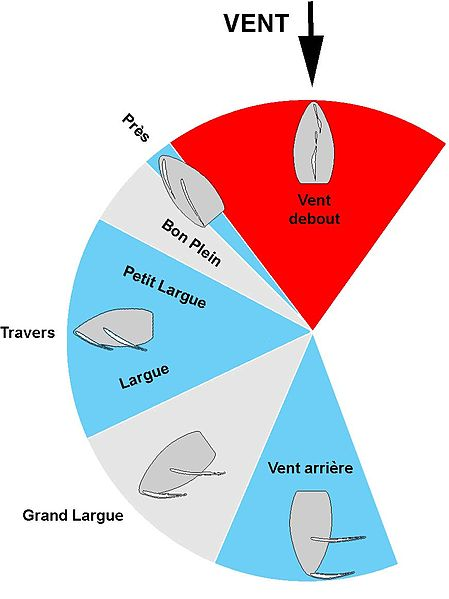 VENT
Près
Vent
debout
Bon Plein
Petit Largue
Travers
Largue
Vent arrière
Grand Largue